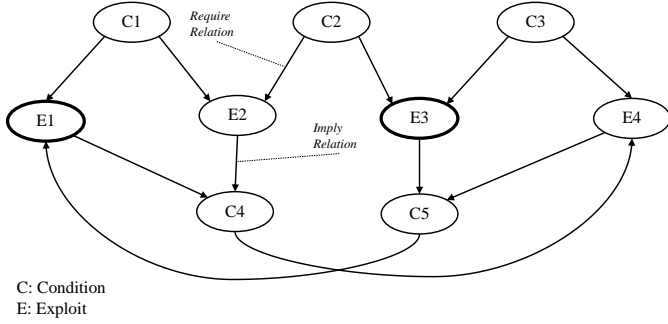 C1
C2
C3
Require
Relation
E1
E2
E3
E4
Imply
Relation
C4
C5
C: Condition
E: Exploit